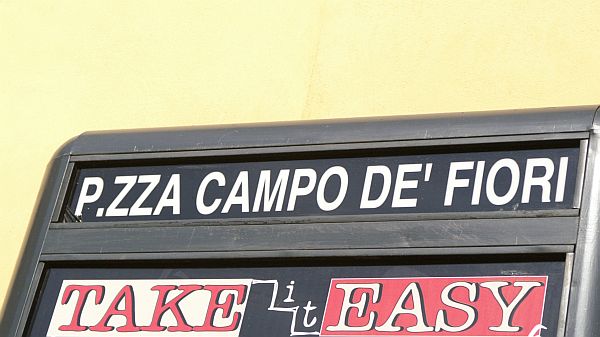 P.ZZA CAMPO DE' FIORI
TAKE it EASY